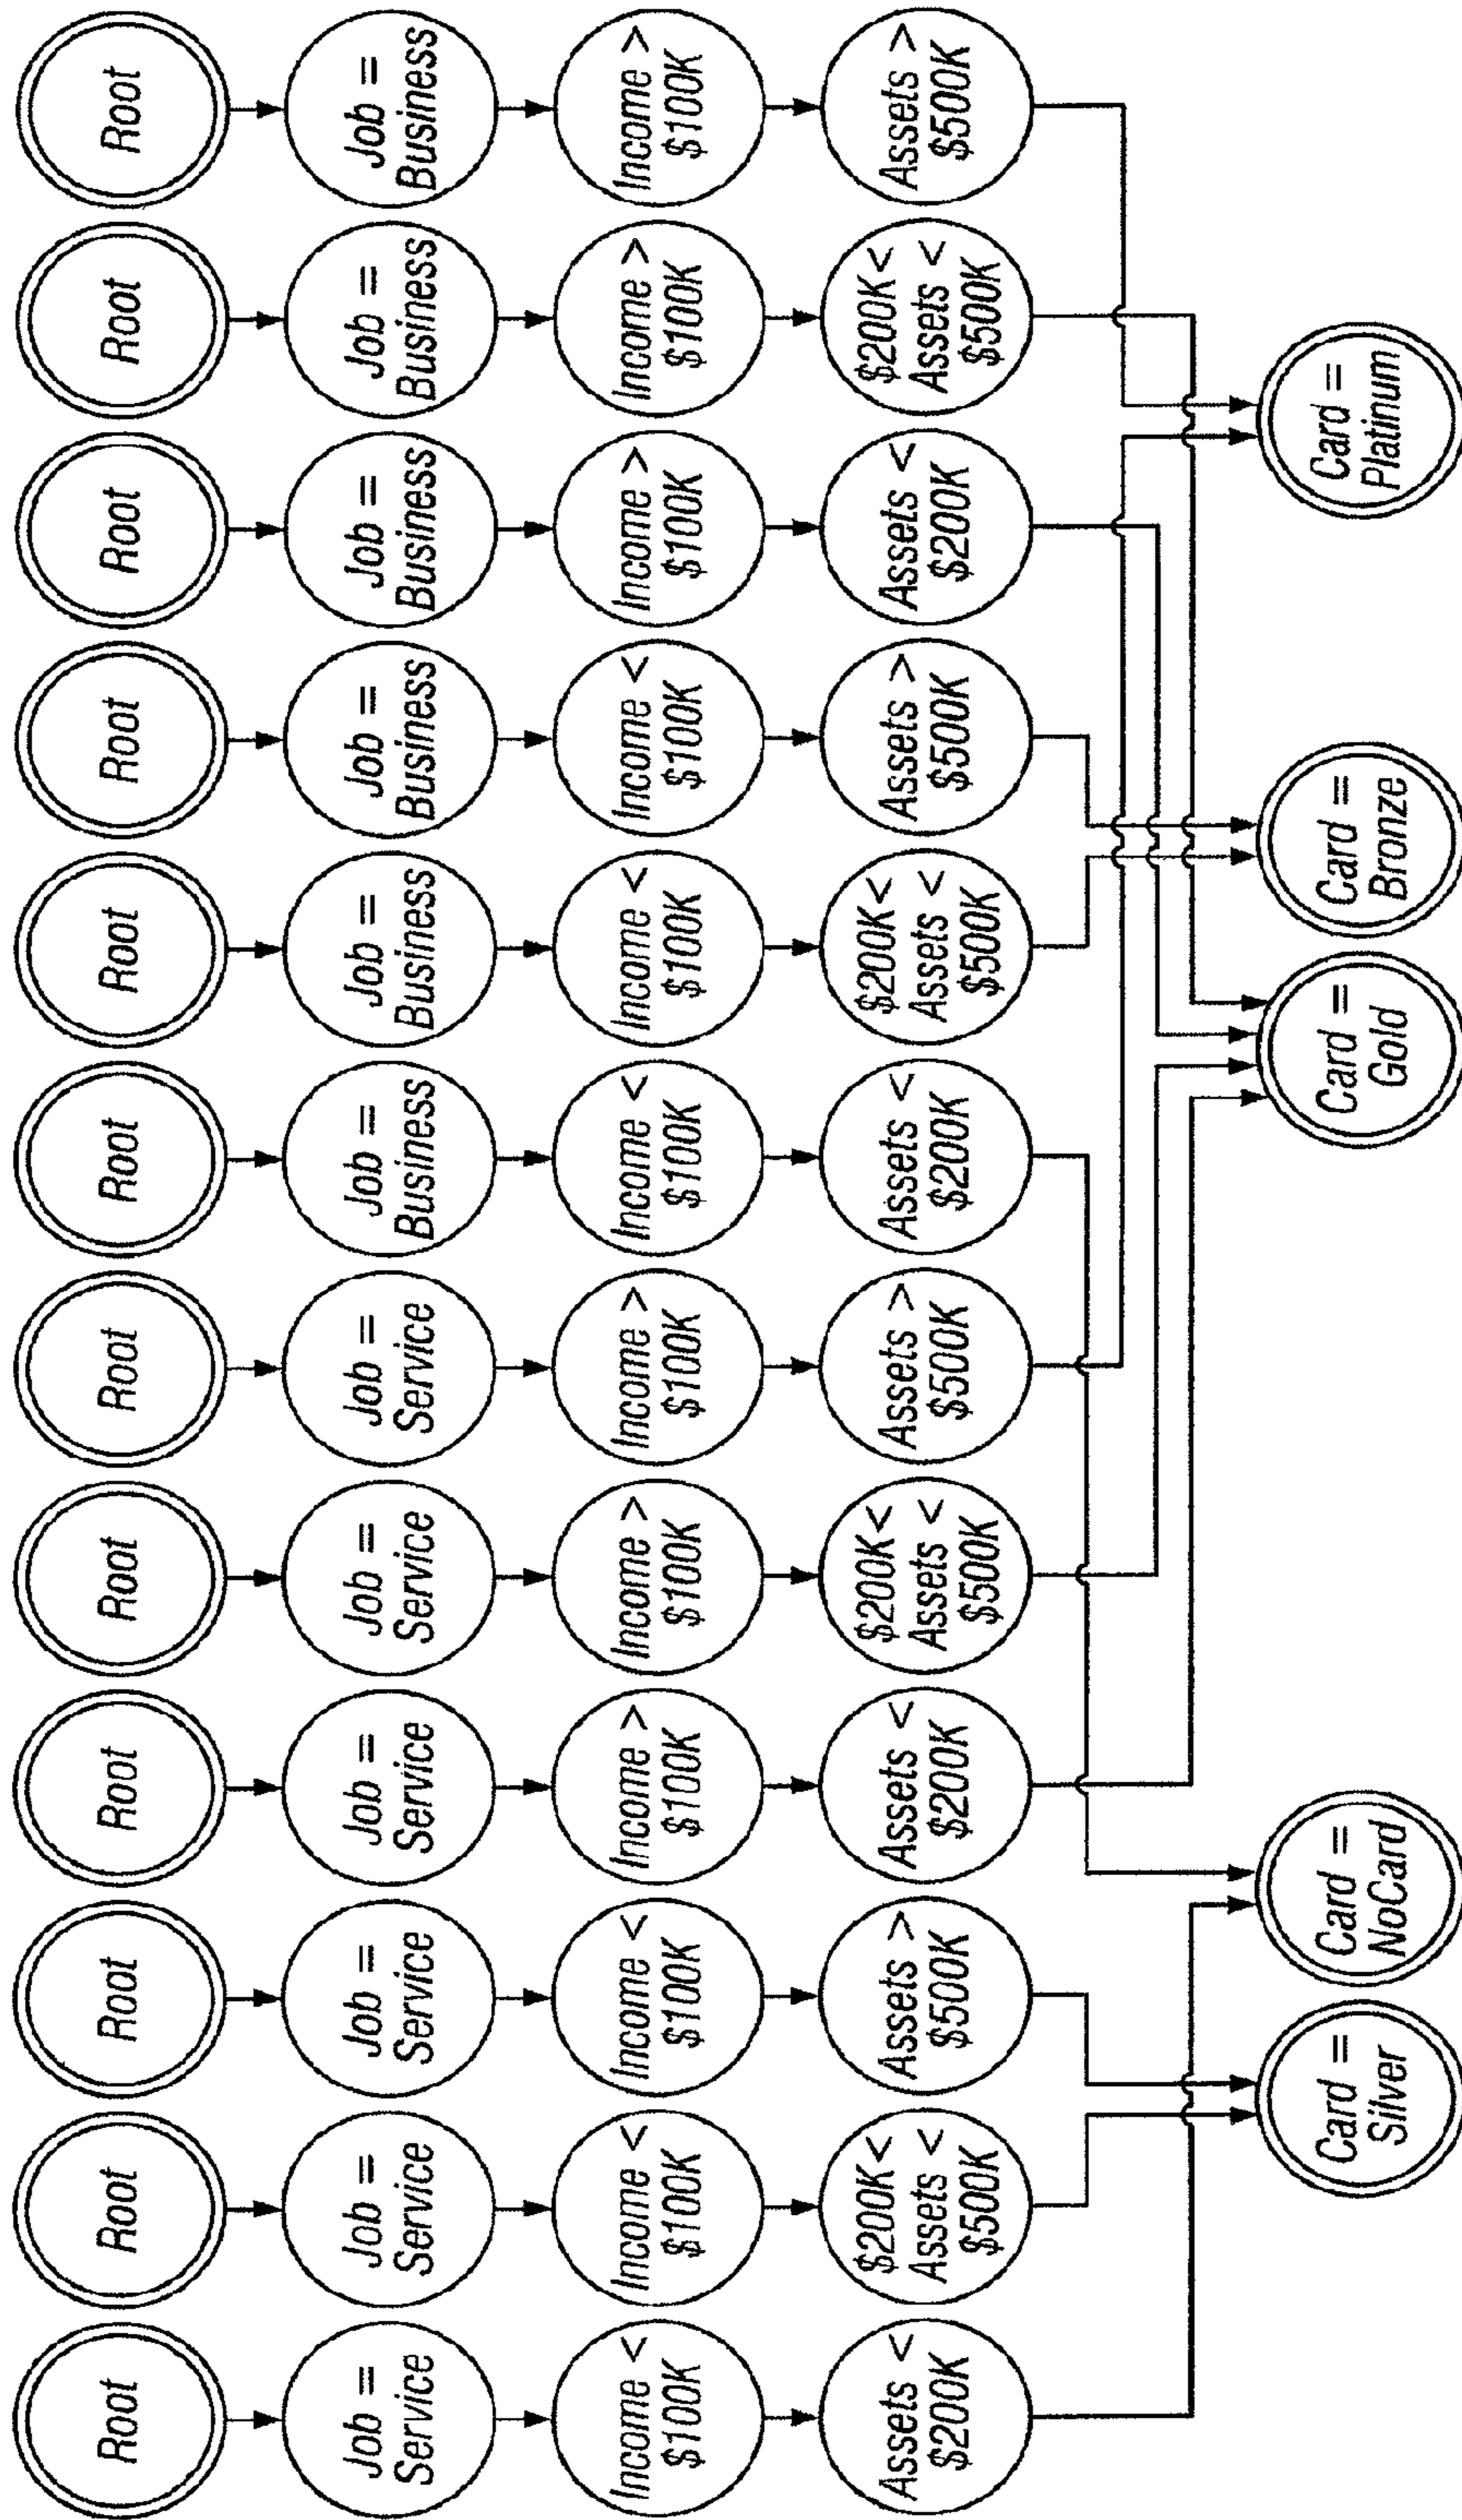 Root
Root
Root
Root
Root
Root
Root
Root
Root
Root
Root
Root
Job =
Service
Job =
Service
Job =
Service
Job =
Service
Job =
Service
Job =
Service
Job =
Business
Job =
Business
Job =
Business
Job =
Business
Job =
Business
Job =
Business
Income <
$100K
Income <
$100K
Income <
$100K
Income >
$100K
Income >
$100K
Income >
$100K
Income <
$100K
Income <
$100K
Income <
$100K
Income >
$100K
Income >
$100K
Income >
$100K
Assets <
$200K
$200K<
Assets <
$500K
Assets >
$500K
Assets <
$200K
$200K<
Assets <
$500K
Assets >
$500K
Assets <
$200K
$200K<
Assets <
$500K
Assets >
$500K
Assets <
$200K
$200K<
Assets <
$500K
Assets >
$500K
Card =
Silver
Card =
NoCard
Card =
Gold
Card =
Bronze
Card =
Platinum